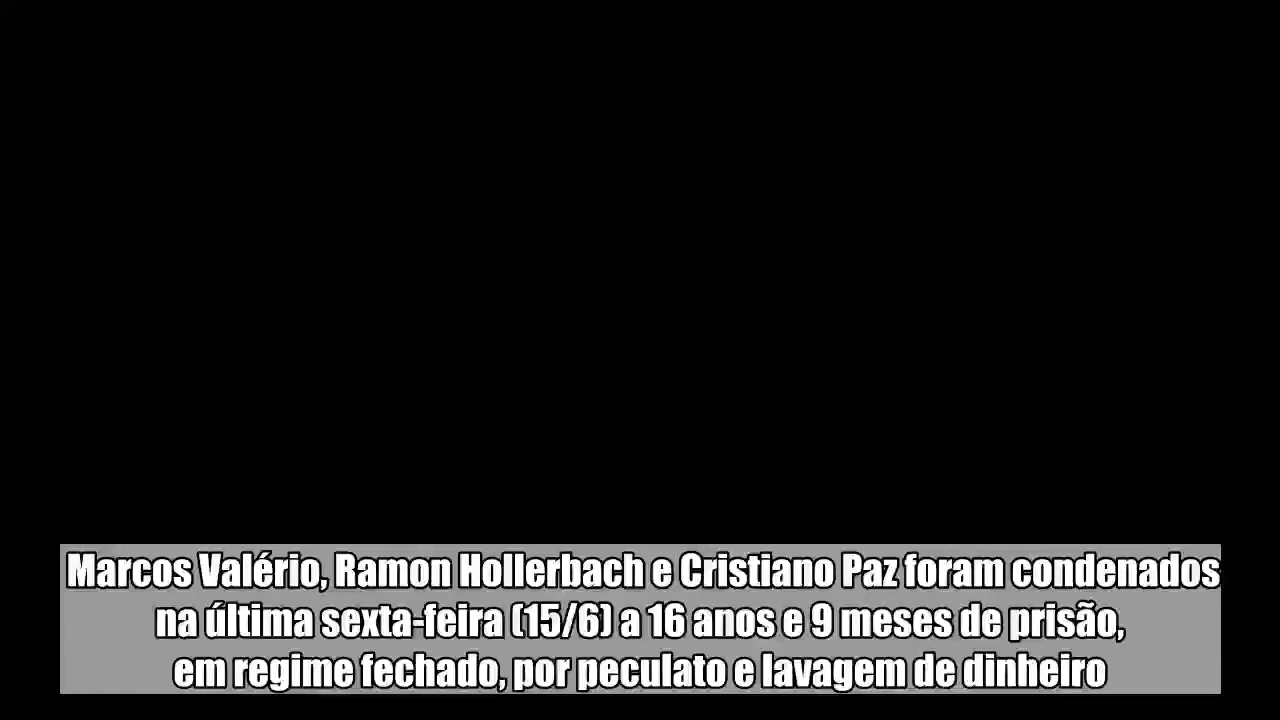 Marcos Valério, Ramon Hollerbach e Cristiano Paz foram condenados
na última sexta-feira (15/6) a 16 anos e 9 meses de prisão,
em regime fechado, por peculato e lavagem de dinheiro